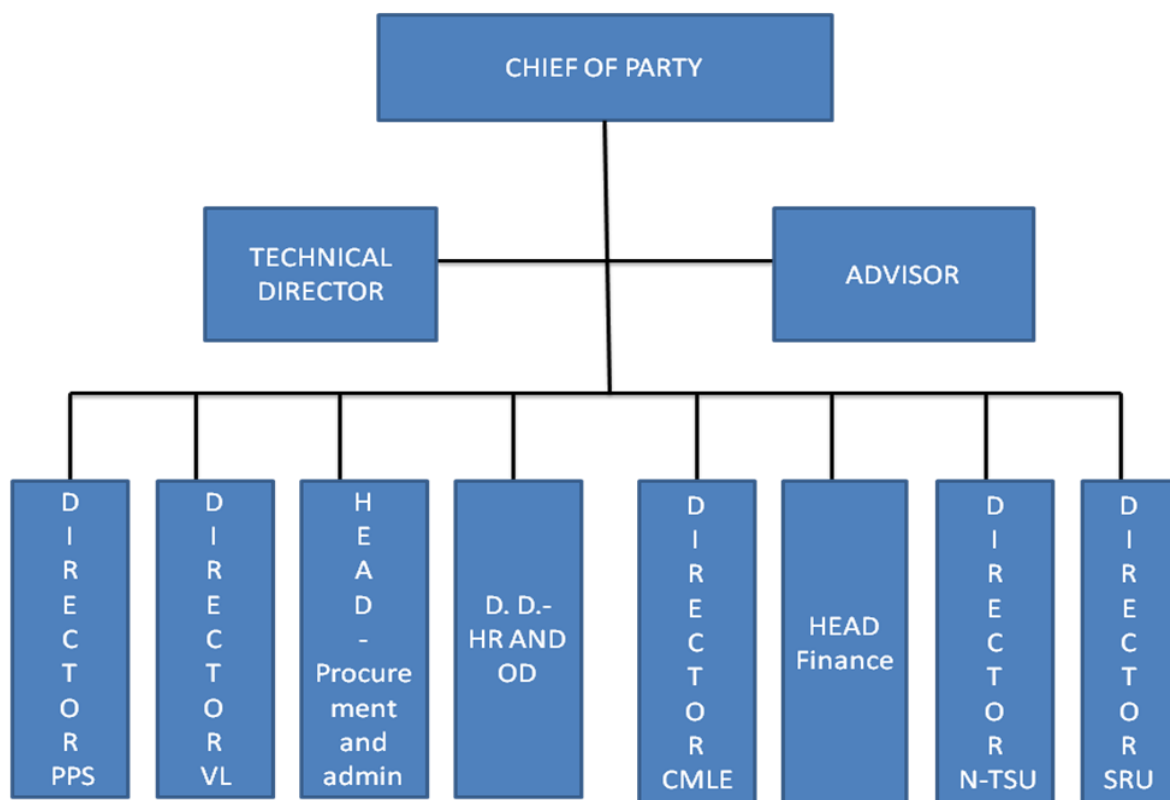 CHIEF OF PARTY
TECHNICAL
DIRECTOR
ADVISOR
D
I
R
E
C
T
O
R
PPS
D
I
R
E
C
T
O
R
VL
H
E
A
D
-
Procure
ment
and
admin
D. D.-
HR AND
OD
D
I
R
E
C
T
O
R
CMLE
HEAD
Finance
D
I
R
E
C
T
O
R
N-TSU
D
I
R
E
C
T
O
R
SRU